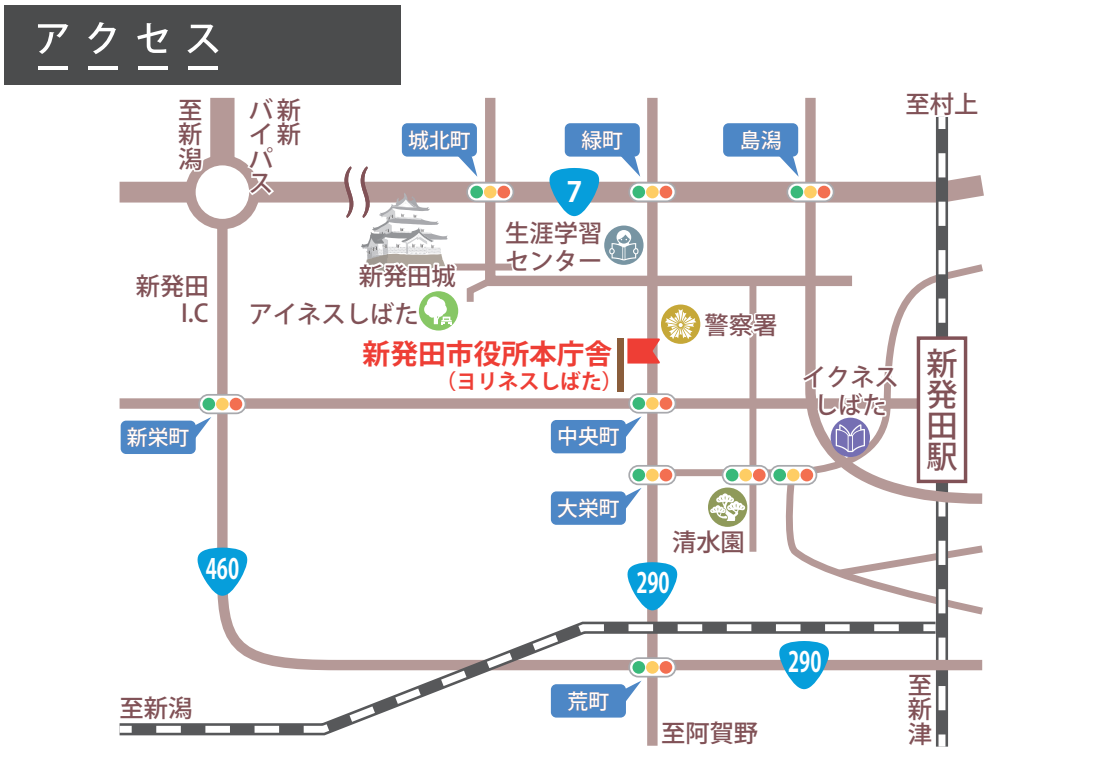 アクセス
至新潟
新新
バイパス
城北町
緑町
島潟
至村上
7
生涯学習
センター
新発田城
新発田
I.C
アイネスしばた
警察署
新発田市役所本庁舎
(ヨリネスしばた)
イクネス
しばた
新発田駅
新栄町
中央町
大栄町
清水園
460
290
290
荒町
至新潟
至阿賀野
至新津